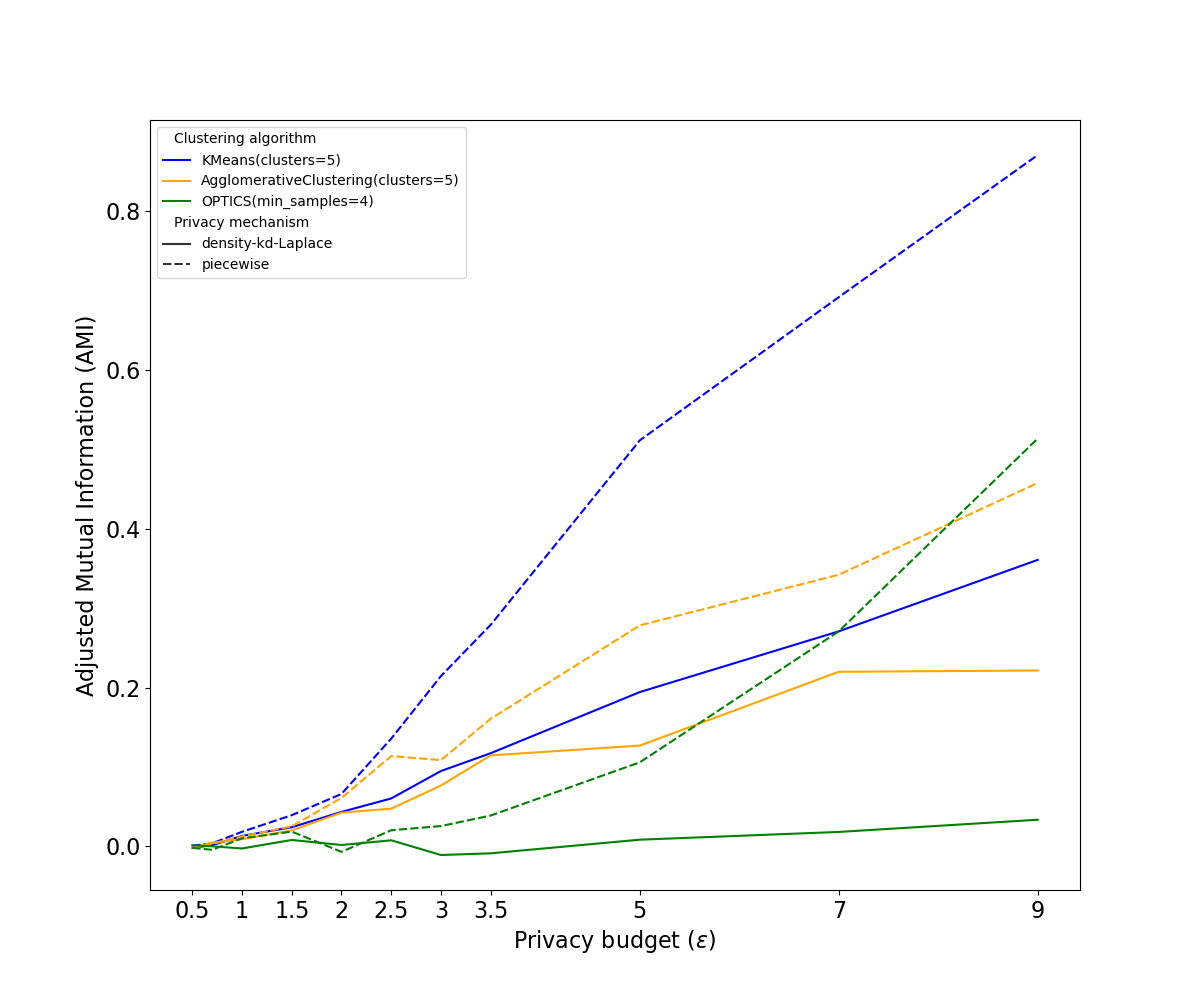 Clustering algorithm
KMeans(clusters=5)
AgglomerativeClustering(clusters=5)
OPTICS(min_samples=4)
Privacy mechanism
density-kd-Laplace
piecewise
Adjusted Mutual Information (AMI)
0.8
0.6
0.4
0.2
0.0
0.5 1 1.5 2 2.5 3 3.5 5 7 9
Privacy budget (ε)